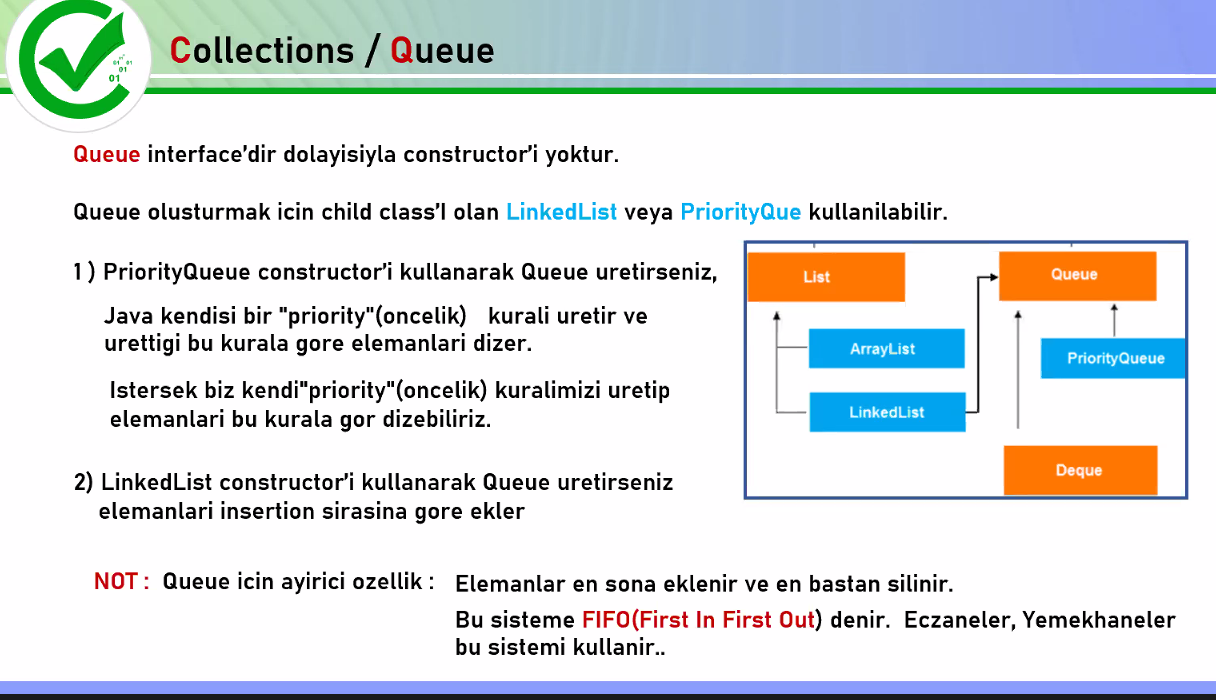 Collections / Queue
01 01
01
01
Queue interface'dir dolayisiyla constructor'i yoktur.
Queue olusturmak icin child class'I olan LinkedList veya PriorityQue kullanilabilir.
1 ) PriorityQueue constructor'i kullanarak Queue uretirseniz,
Java kendisi bir "priority"(oncelik) kurali uretir ve
urettigi bu kurala gore elemanlari dizer.
Istersek biz kendi"priority"(oncelik) kuralimizi uretip
elemanlari bu kurala gor dizebiliriz.
2) LinkedList constructor'i kullanarak Queue uretirseniz
elemanlari insertion sirasina gore ekler
List
Queue
ArrayList
PriorityQueue
LinkedList
Deque
NOT : Queue icin ayirici ozellik : Elemanlar en sona eklenir ve en bastan silinir.
Bu sisteme FIFO(First In First Out) denir. Eczaneler, Yemekhaneler
bu sistemi kullanir..